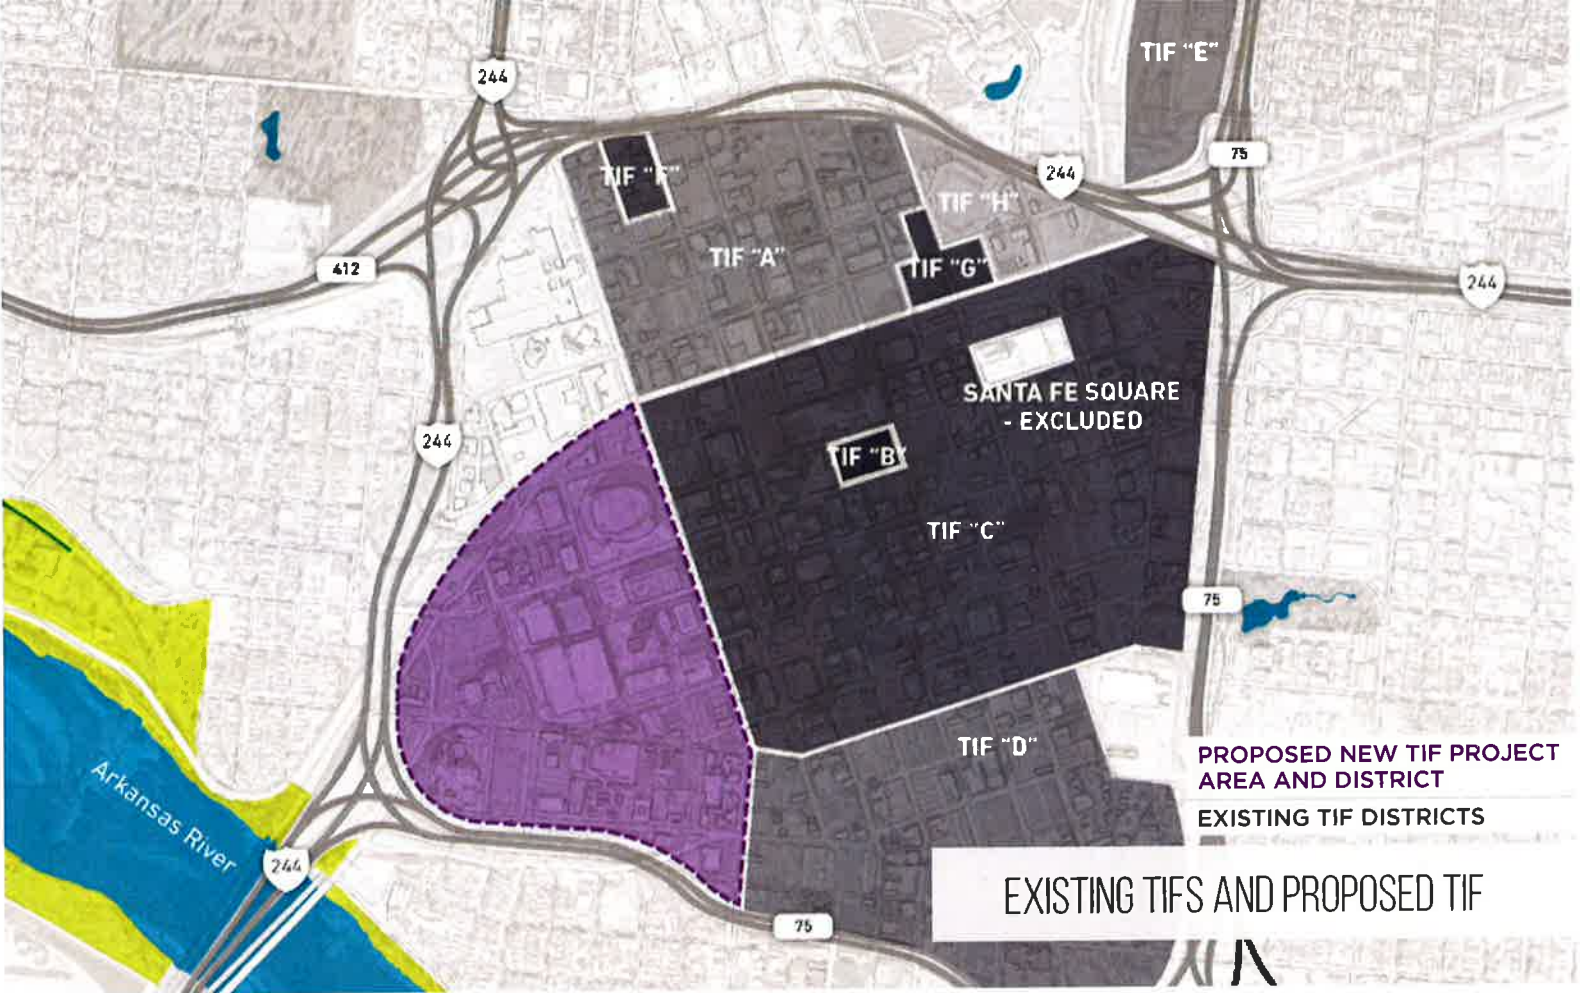 TIF "E"
244
75
TIF "F"
244
TIF "H"
TIF "A"
412
TIF "G"
244
SANTA FE SQUARE
- EXCLUDED
244
TIF "B"
TIF "C"
75
TIF "D"
PROPOSED NEW TIF PROJECT
AREA AND DISTRICT
Arkansas River
EXISTING TIF DISTRICTS
244
EXISTING TIFS AND PROPOSED TIF
75